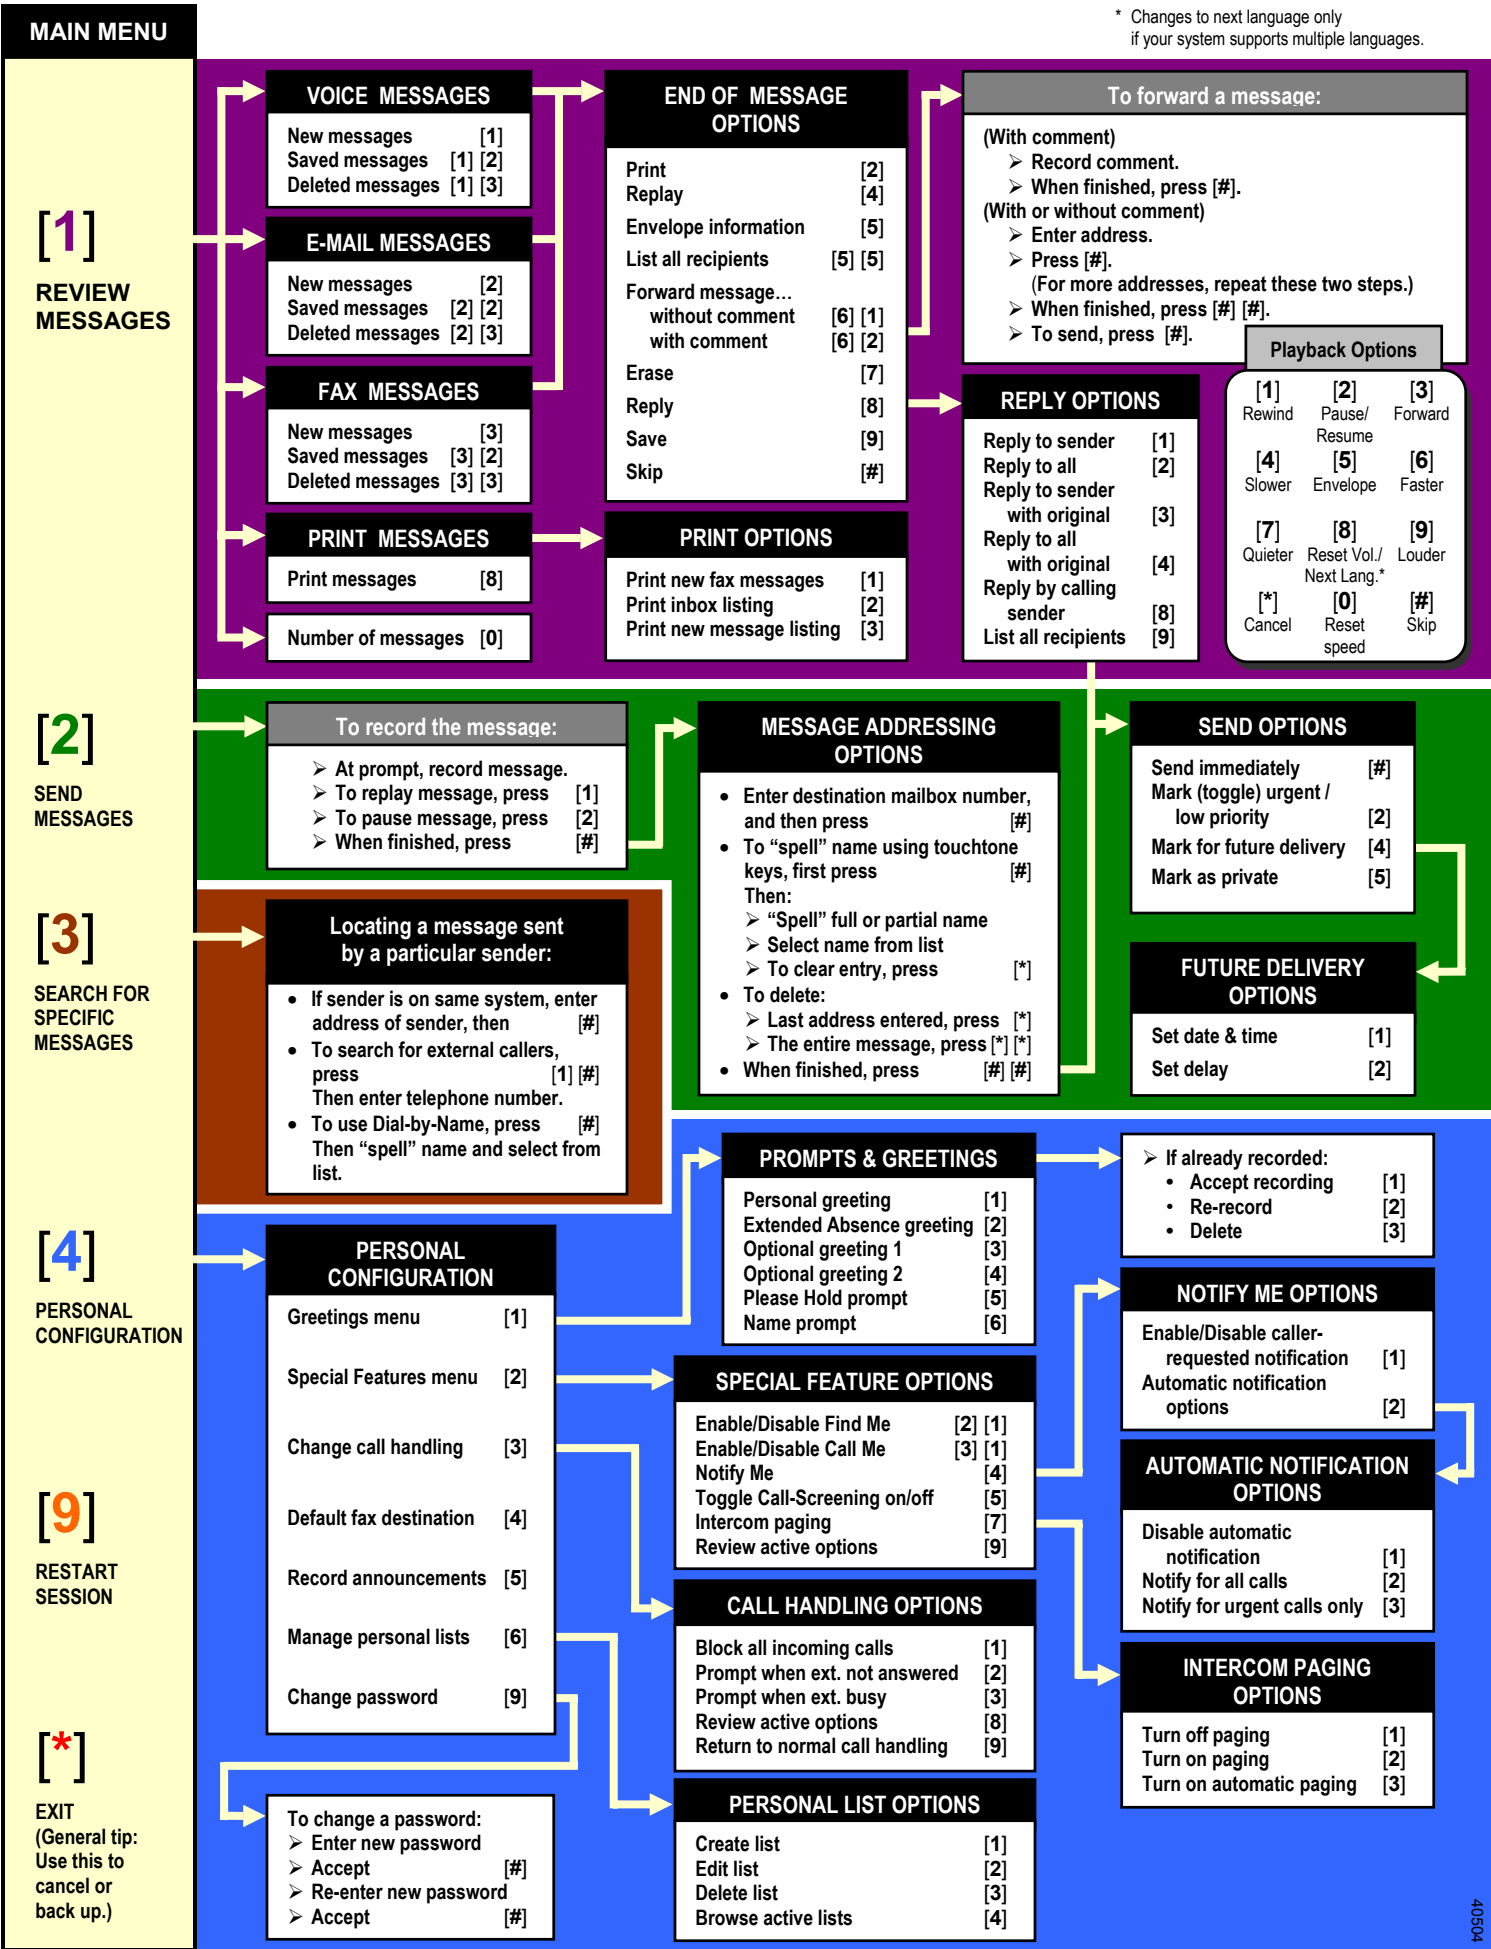 * Changes to next language only
if your system supports multiple languages.
MAIN MENU
[1]
REVIEW
MESSAGES
VOICE MESSAGES
New messages [1]
Saved messages [1] [2]
Deleted messages [1] [3]
E-MAIL MESSAGES
New messages [2]
Saved messages [2] [2]
Deleted messages [2] [3]
FAX MESSAGES
New messages [3]
Saved messages [3] [2]
Deleted messages [3] [3]
PRINT MESSAGES
Print messages [8]
Number of messages [0]
END OF MESSAGE
OPTIONS
Print [2]
Replay [4]
Envelope information [5]
List all recipients [5] [5]
Forward message…
without comment [6] [1]
with comment [6] [2]
Erase [7]
Reply [8]
Save [9]
Skip [#]
PRINT OPTIONS
Print new fax messages [1]
Print inbox listing [2]
Print new message listing [3]
To forward a message:
(With comment)
➢ Record comment.
➢ When finished, press [#].
(With or without comment)
➢ Enter address.
➢ Press [#].
(For more addresses, repeat these two steps.)
➢ When finished, press [#] [#].
➢ To send, press [#].
REPLY OPTIONS
Reply to sender [1]
Reply to all [2]
Reply to sender
with original [3]
Reply to all
with original [4]
Reply by calling
sender [8]
List all recipients [9]
Playback Options
[1] [2] [3]
Rewind Pause/ Forward
Resume
[4] [5] [6]
Slower Envelope Faster
[7] [8] [9]
Quieter Reset Vol./ Louder
Next Lang.*
[*] [0] [#]
Cancel Reset Skip
speed
[2]
SEND
MESSAGES
To record the message:
➢ At prompt, record message.
➢ To replay message, press [1]
➢ To pause message, press [2]
➢ When finished, press [#]
MESSAGE ADDRESSING
OPTIONS
• Enter destination mailbox number,
and then press [#]
• To “spell” name using touchtone
keys, first press [#]
Then:
➢ “Spell” full or partial name
➢ Select name from list
➢ To clear entry, press [*]
• To delete:
➢ Last address entered, press [*]
➢ The entire message, press [*] [*]
• When finished, press [#] [#]
SEND OPTIONS
Send immediately [#]
Mark (toggle) urgent /
low priority [2]
Mark for future delivery [4]
Mark as private [5]
FUTURE DELIVERY
OPTIONS
Set date & time [1]
Set delay [2]
[3]
SEARCH FOR
SPECIFIC
MESSAGES
Locating a message sent
by a particular sender:
• If sender is on same system, enter
address of sender, then [#]
• To search for external callers,
press [1] [#]
Then enter telephone number.
• To use Dial-by-Name, press [#]
Then “spell” name and select from
list.
[4]
PERSONAL
CONFIGURATION
PERSONAL
CONFIGURATION
Greetings menu [1]
Special Features menu [2]
Change call handling [3]
Default fax destination [4]
Record announcements [5]
Manage personal lists [6]
Change password [9]
To change a password:
➢ Enter new password
➢ Accept [#]
➢ Re-enter new password
➢ Accept [#]
PROMPTS & GREETINGS
Personal greeting [1]
Extended Absence greeting [2]
Optional greeting 1 [3]
Optional greeting 2 [4]
Please Hold prompt [5]
Name prompt [6]
➢ If already recorded:
• Accept recording [1]
• Re-record [2]
• Delete [3]
SPECIAL FEATURE OPTIONS
Enable/Disable Find Me [2] [1]
Enable/Disable Call Me [3] [1]
Notify Me [4]
Toggle Call-Screening on/off [5]
Intercom paging [7]
Review active options [9]
CALL HANDLING OPTIONS
Block all incoming calls [1]
Prompt when ext. not answered [2]
Prompt when ext. busy [3]
Review active options [8]
Return to normal call handling [9]
PERSONAL LIST OPTIONS
Create list [1]
Edit list [2]
Delete list [3]
Browse active lists [4]
NOTIFY ME OPTIONS
Enable/Disable caller-
requested notification [1]
Automatic notification
options [2]
AUTOMATIC NOTIFICATION
OPTIONS
Disable automatic
notification [1]
Notify for all calls [2]
Notify for urgent calls only [3]
INTERCOM PAGING
OPTIONS
Turn off paging [1]
Turn on paging [2]
Turn on automatic paging [3]
[9]
RESTART
SESSION
[*]
EXIT
(General tip:
Use this to
cancel or
back up.)
40504